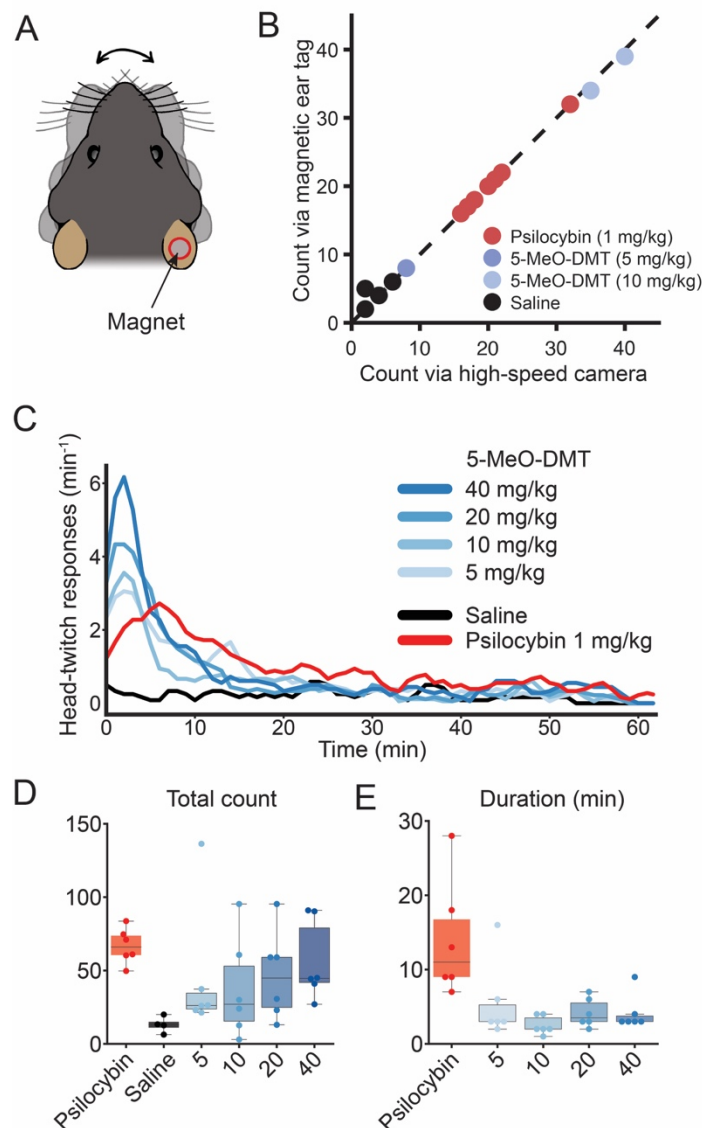 A
Magnet
B
Count via magnetic ear tag
40
30
20
10
0
0 10 20 30 40
Count via high-speed camera
Psilocybin (1 mg/kg)
5-MeO-DMT (5 mg/kg)
5-MeO-DMT (10 mg/kg)
Saline
C
Head-twitch responses (min⁻¹)
6
4
2
0
0 10 20 30 40 50 60
Time (min)
5-MeO-DMT
40 mg/kg
20 mg/kg
10 mg/kg
5 mg/kg
Saline
Psilocybin 1 mg/kg
D
Total count
150
100
50
0
Psilocybin Saline 5 10 20 40
E
Duration (min)
30
20
10
0
Psilocybin 5 10 20 40